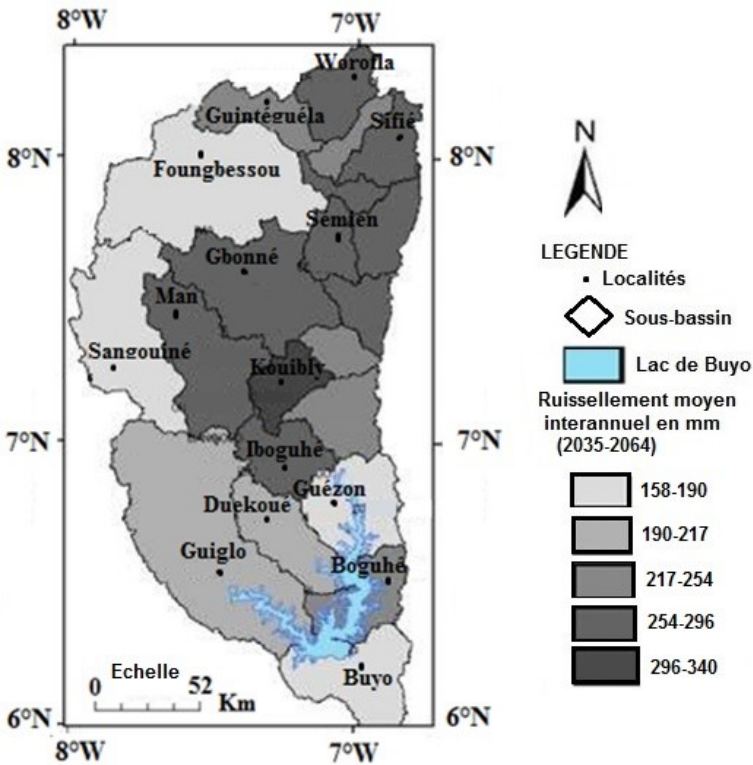 8°W 7°W
Worofla
Guintéguéla
Sifié
8°N 8°N
Foungbessou
Sémien
Gbonné
Man
Sangouiné
Kouibly
7°N 7°N
Iboguhé
Guézon
Duekoué
Guiglo
Boguhé
Buyo
Echelle
0 52
Km
6°N 6°N
8°W 7°W
N
LEGENDE
Localités
Sous-bassin
Lac de Buyo
Ruissellement moyen
interannuel en mm
(2035-2064)
158-190
190-217
217-254
254-296
296-340